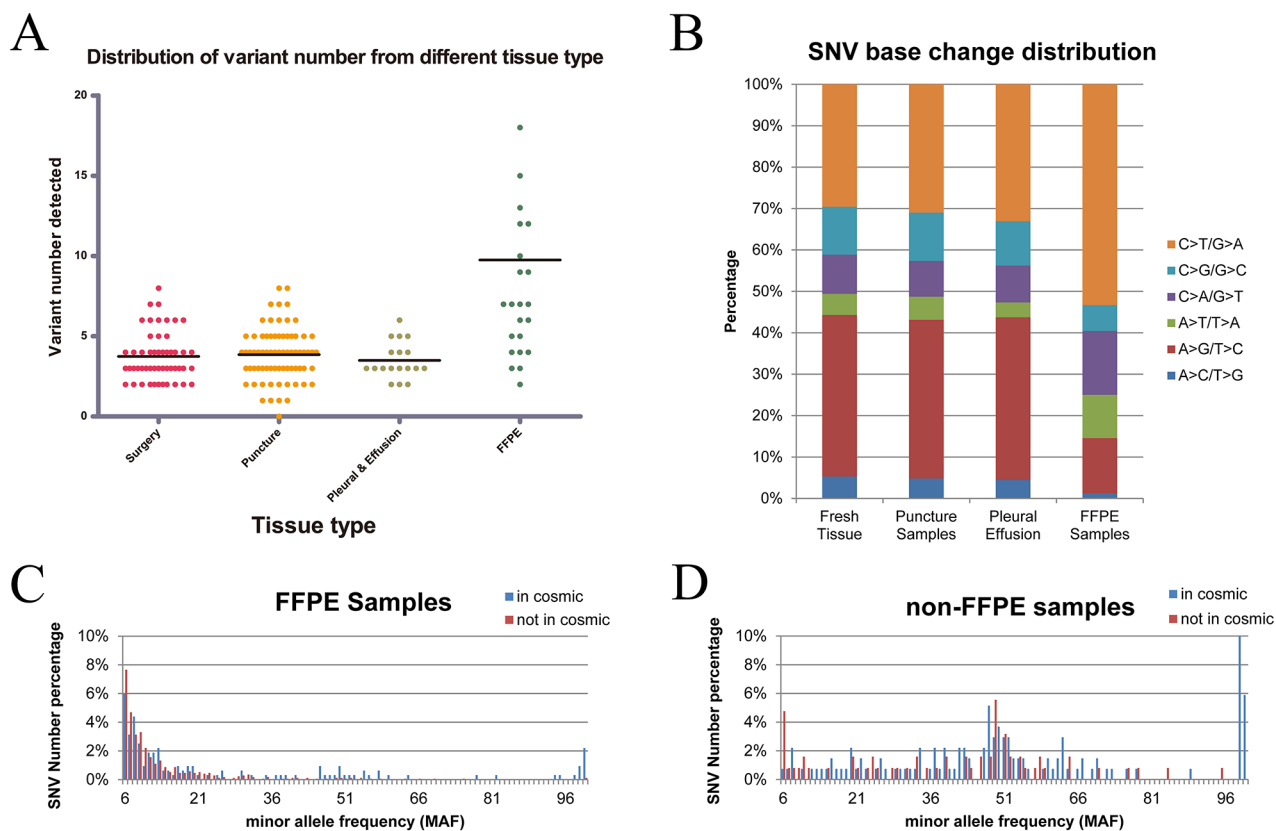 A
Distribution of variant number from different tissue type
Variant number detected
20
15
10
5
0
Surgery
Puncture
Pleural & Effusion
FFPE
Tissue type
B
SNV base change distribution
Percentage
100%
90%
80%
70%
60%
50%
40%
30%
20%
10%
0%
Fresh
Tissue
Puncture
Samples
Pleural
Effusion
FFPE
Samples
C>T/G>A
C>G/G>C
C>A/G>T
A>T/T>A
A>G/T>C
A>C/T>G
C
FFPE Samples
in cosmic
not in cosmic
SNV Number percentage
10%
8%
6%
4%
2%
0%
6 21 36 51 66 81 96
minor allele frequency (MAF)
D
non-FFPE samples
in cosmic
not in cosmic
SNV Number percentage
10%
8%
6%
4%
2%
0%
6 21 36 51 66 81 96
minor allele frequency (MAF)